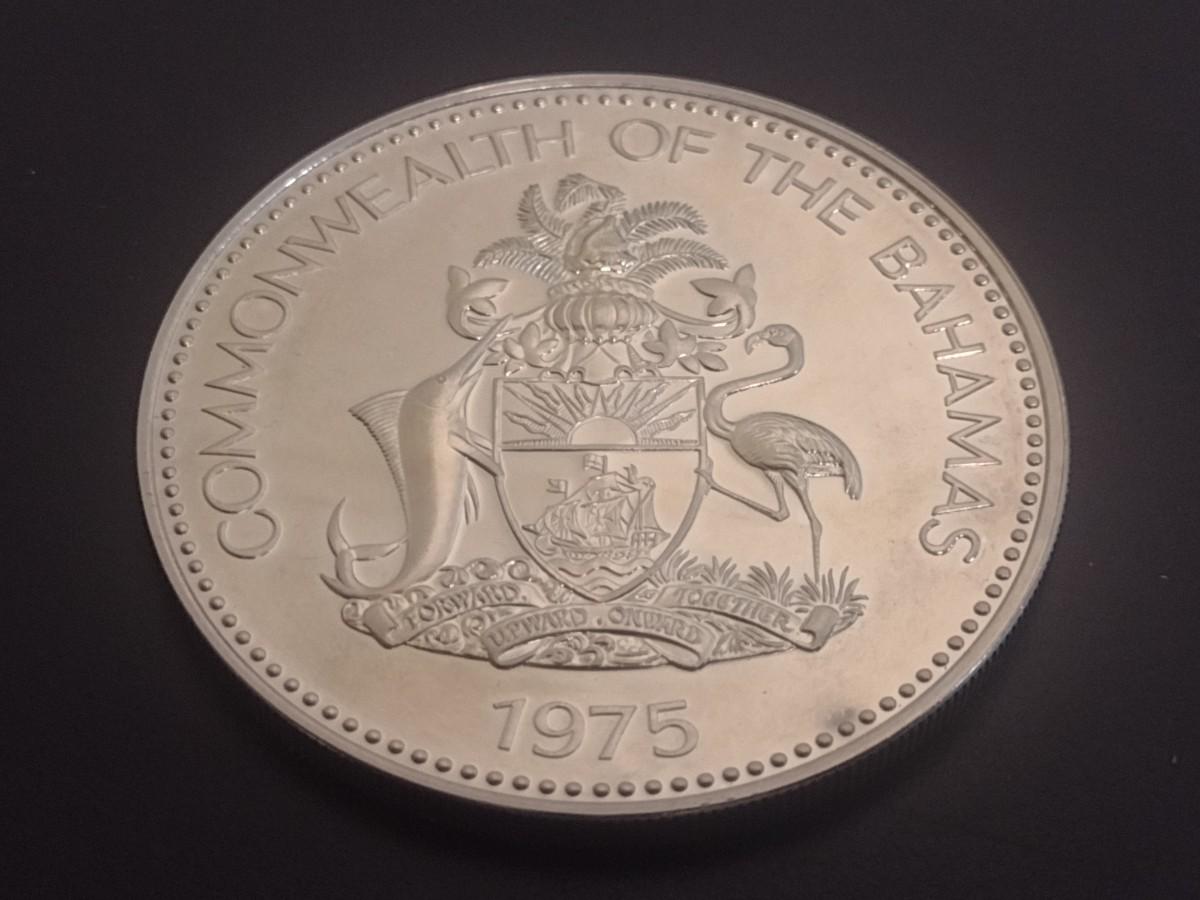 COMMONWEALTH OF THE BAHAMAS
FORWARD. UPWARD . ONWARD TOGETHER
1975